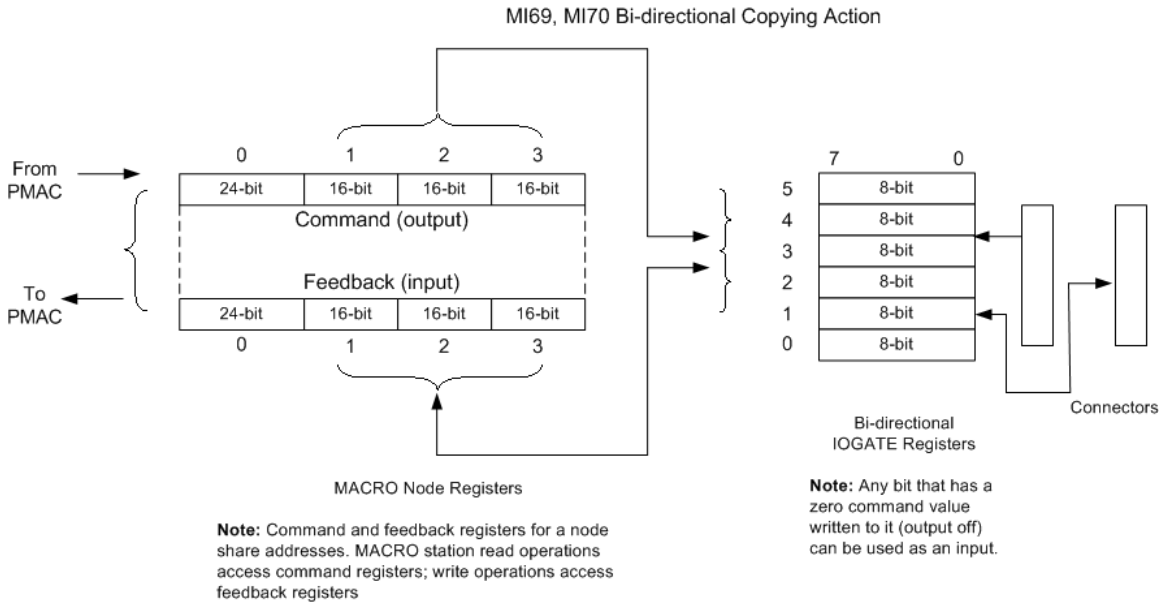 MI69, MI70 Bi-directional Copying Action
0 1 2 3
From
PMAC
24-bit 16-bit 16-bit 16-bit
Command (output)
Feedback (input)
To
PMAC
24-bit 16-bit 16-bit 16-bit
0 1 2 3
MACRO Node Registers
Note: Command and feedback registers for a node
share addresses. MACRO station read operations
access command registers; write operations access
feedback registers
7 0
5 8-bit
4 8-bit
3 8-bit
2 8-bit
1 8-bit
0 8-bit
Connectors
Bi-directional
IOGATE Registers
Note: Any bit that has a
zero command value
written to it (output off)
can be used as an input.